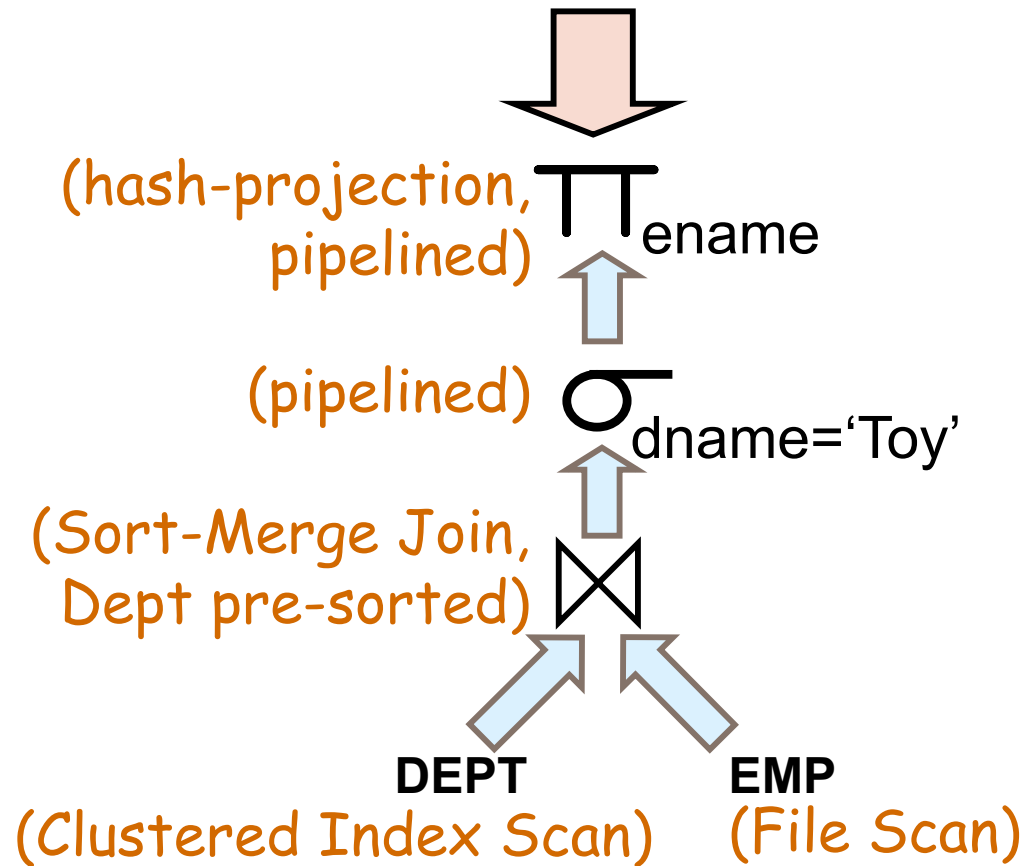 (hash-projection,
pipelined)
ename
(pipelined)
dname=‘Toy’
(Sort-Merge Join,
Dept pre-sorted)
DEPT
EMP
(Clustered Index Scan)
(File Scan)